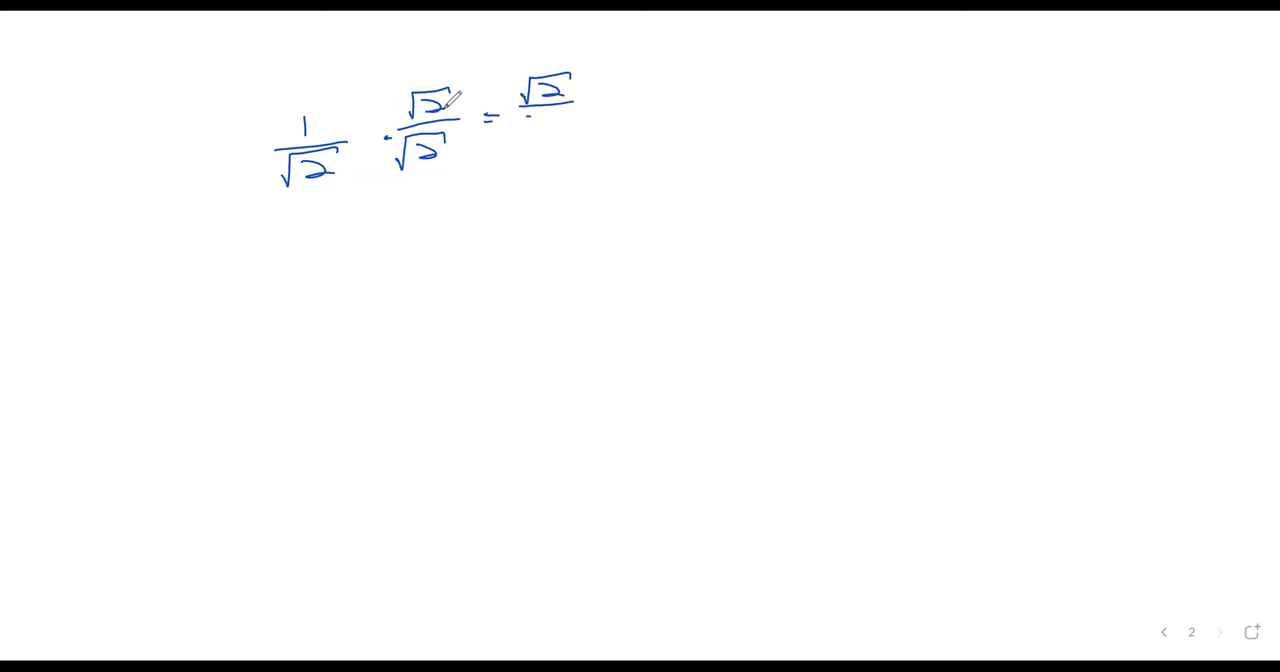 1/√2 · √2/√2 = √2/
2